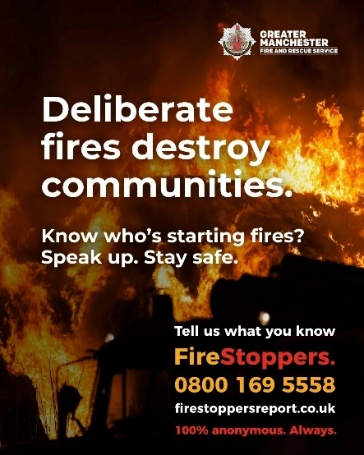 GREATER
MANCHESTER
FIRE AND RESCUE SERVICE
Deliberate
fires destroy
communities.
Know who's starting fires?
Speak up. Stay safe.
Tell us what you know
FireStoppers.
0800 169 5558
firestoppersreport.co.uk
100% anonymous. Always.